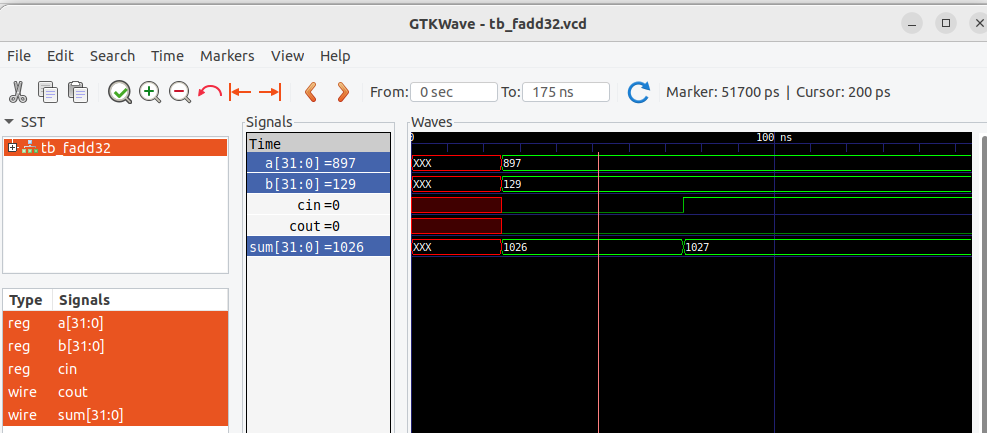 GTKWave - tb_fadd32.vcd
File Edit Search Time Markers View Help
From: 0 sec To: 175 ns Marker: 51700 ps | Cursor: 200 ps
SST
tb_fadd32
Type Signals
reg a[31:0]
reg b[31:0]
reg cin
wire cout
wire sum[31:0]
Signals
Time
a[31:0] =897
b[31:0] =129
cin =0
cout =0
sum[31:0] =1026
Waves
0 100 ns
XXX 897
XXX 129
XXX 1026 1027